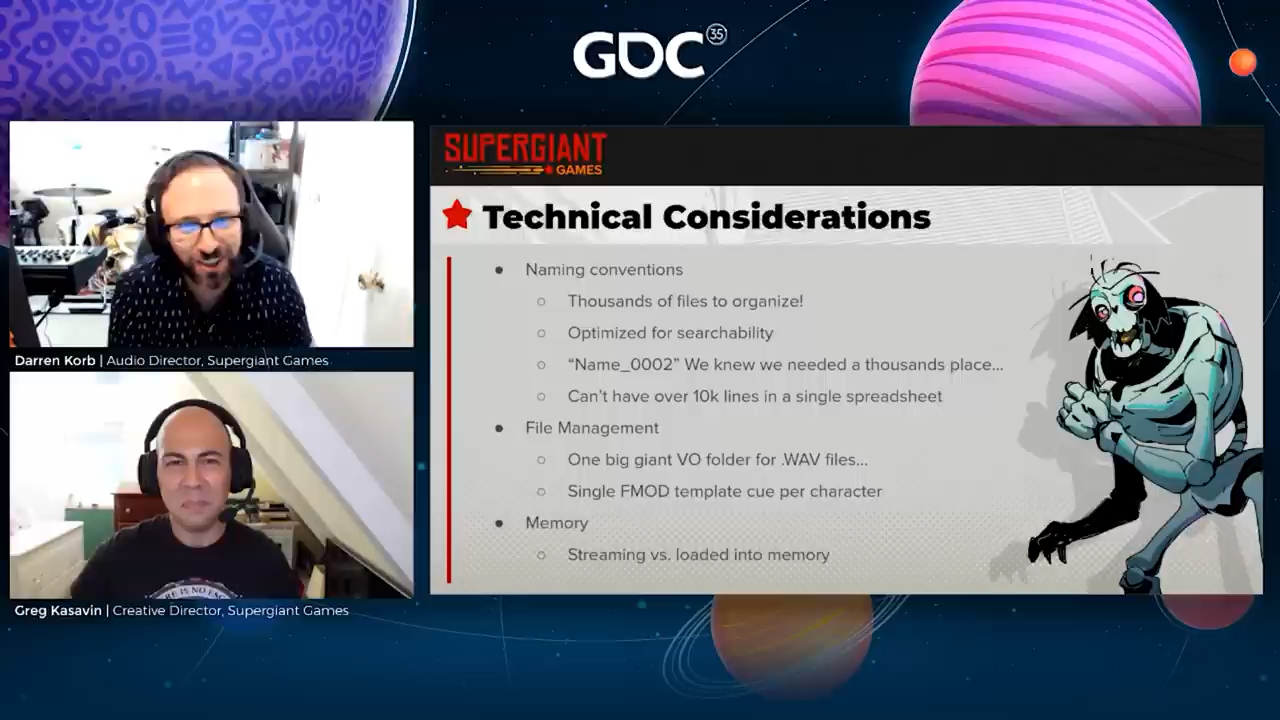 GDC 35
SUPERGIANT
GAMES
Technical Considerations
● Naming conventions
○ Thousands of files to organize!
○ Optimized for searchability
○ “Name_0002” We knew we needed a thousands place...
○ Can’t have over 10k lines in a single spreadsheet
● File Management
○ One big giant VO folder for .WAV files...
○ Single FMOD template cue per character
● Memory
○ Streaming vs. loaded into memory
Darren Korb | Audio Director, Supergiant Games
Greg Kasavin | Creative Director, Supergiant Games